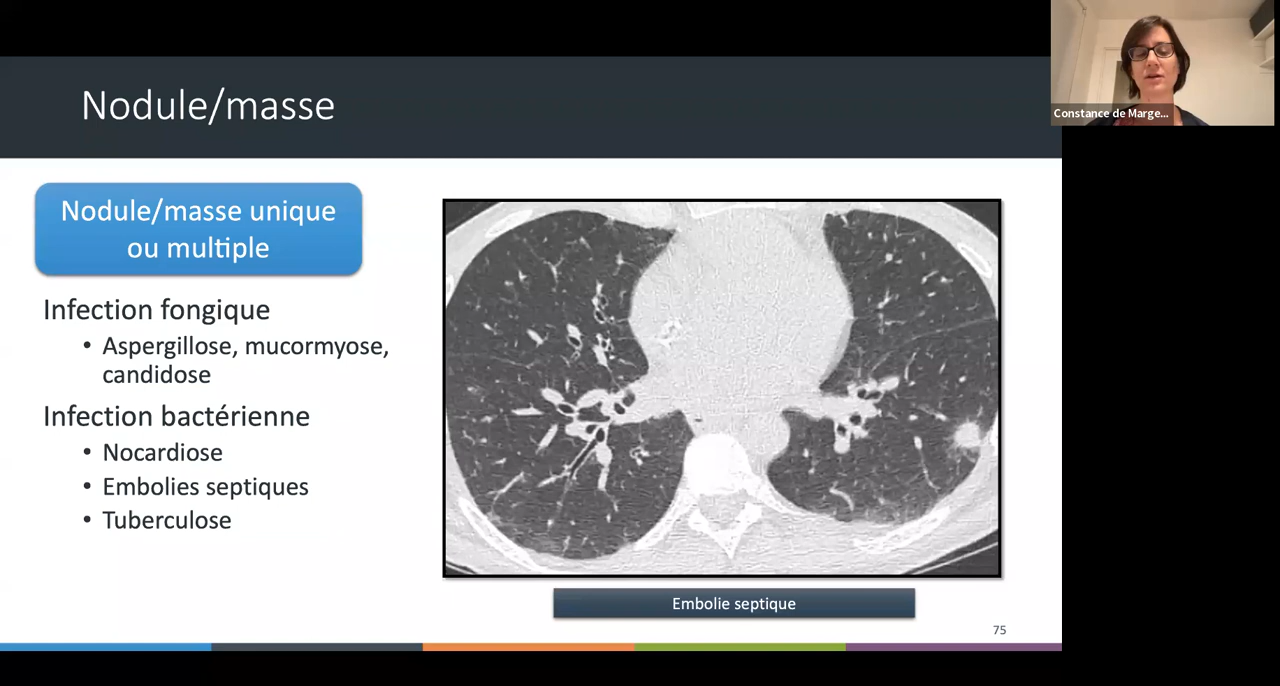 Nodule/masse
Constance de Marge...
Nodule/masse unique
ou multiple
Infection fongique
• Aspergillose, mucormyose,
candidose
Infection bactérienne
• Nocardiose
• Embolies septiques
• Tuberculose
Embolie septique
75